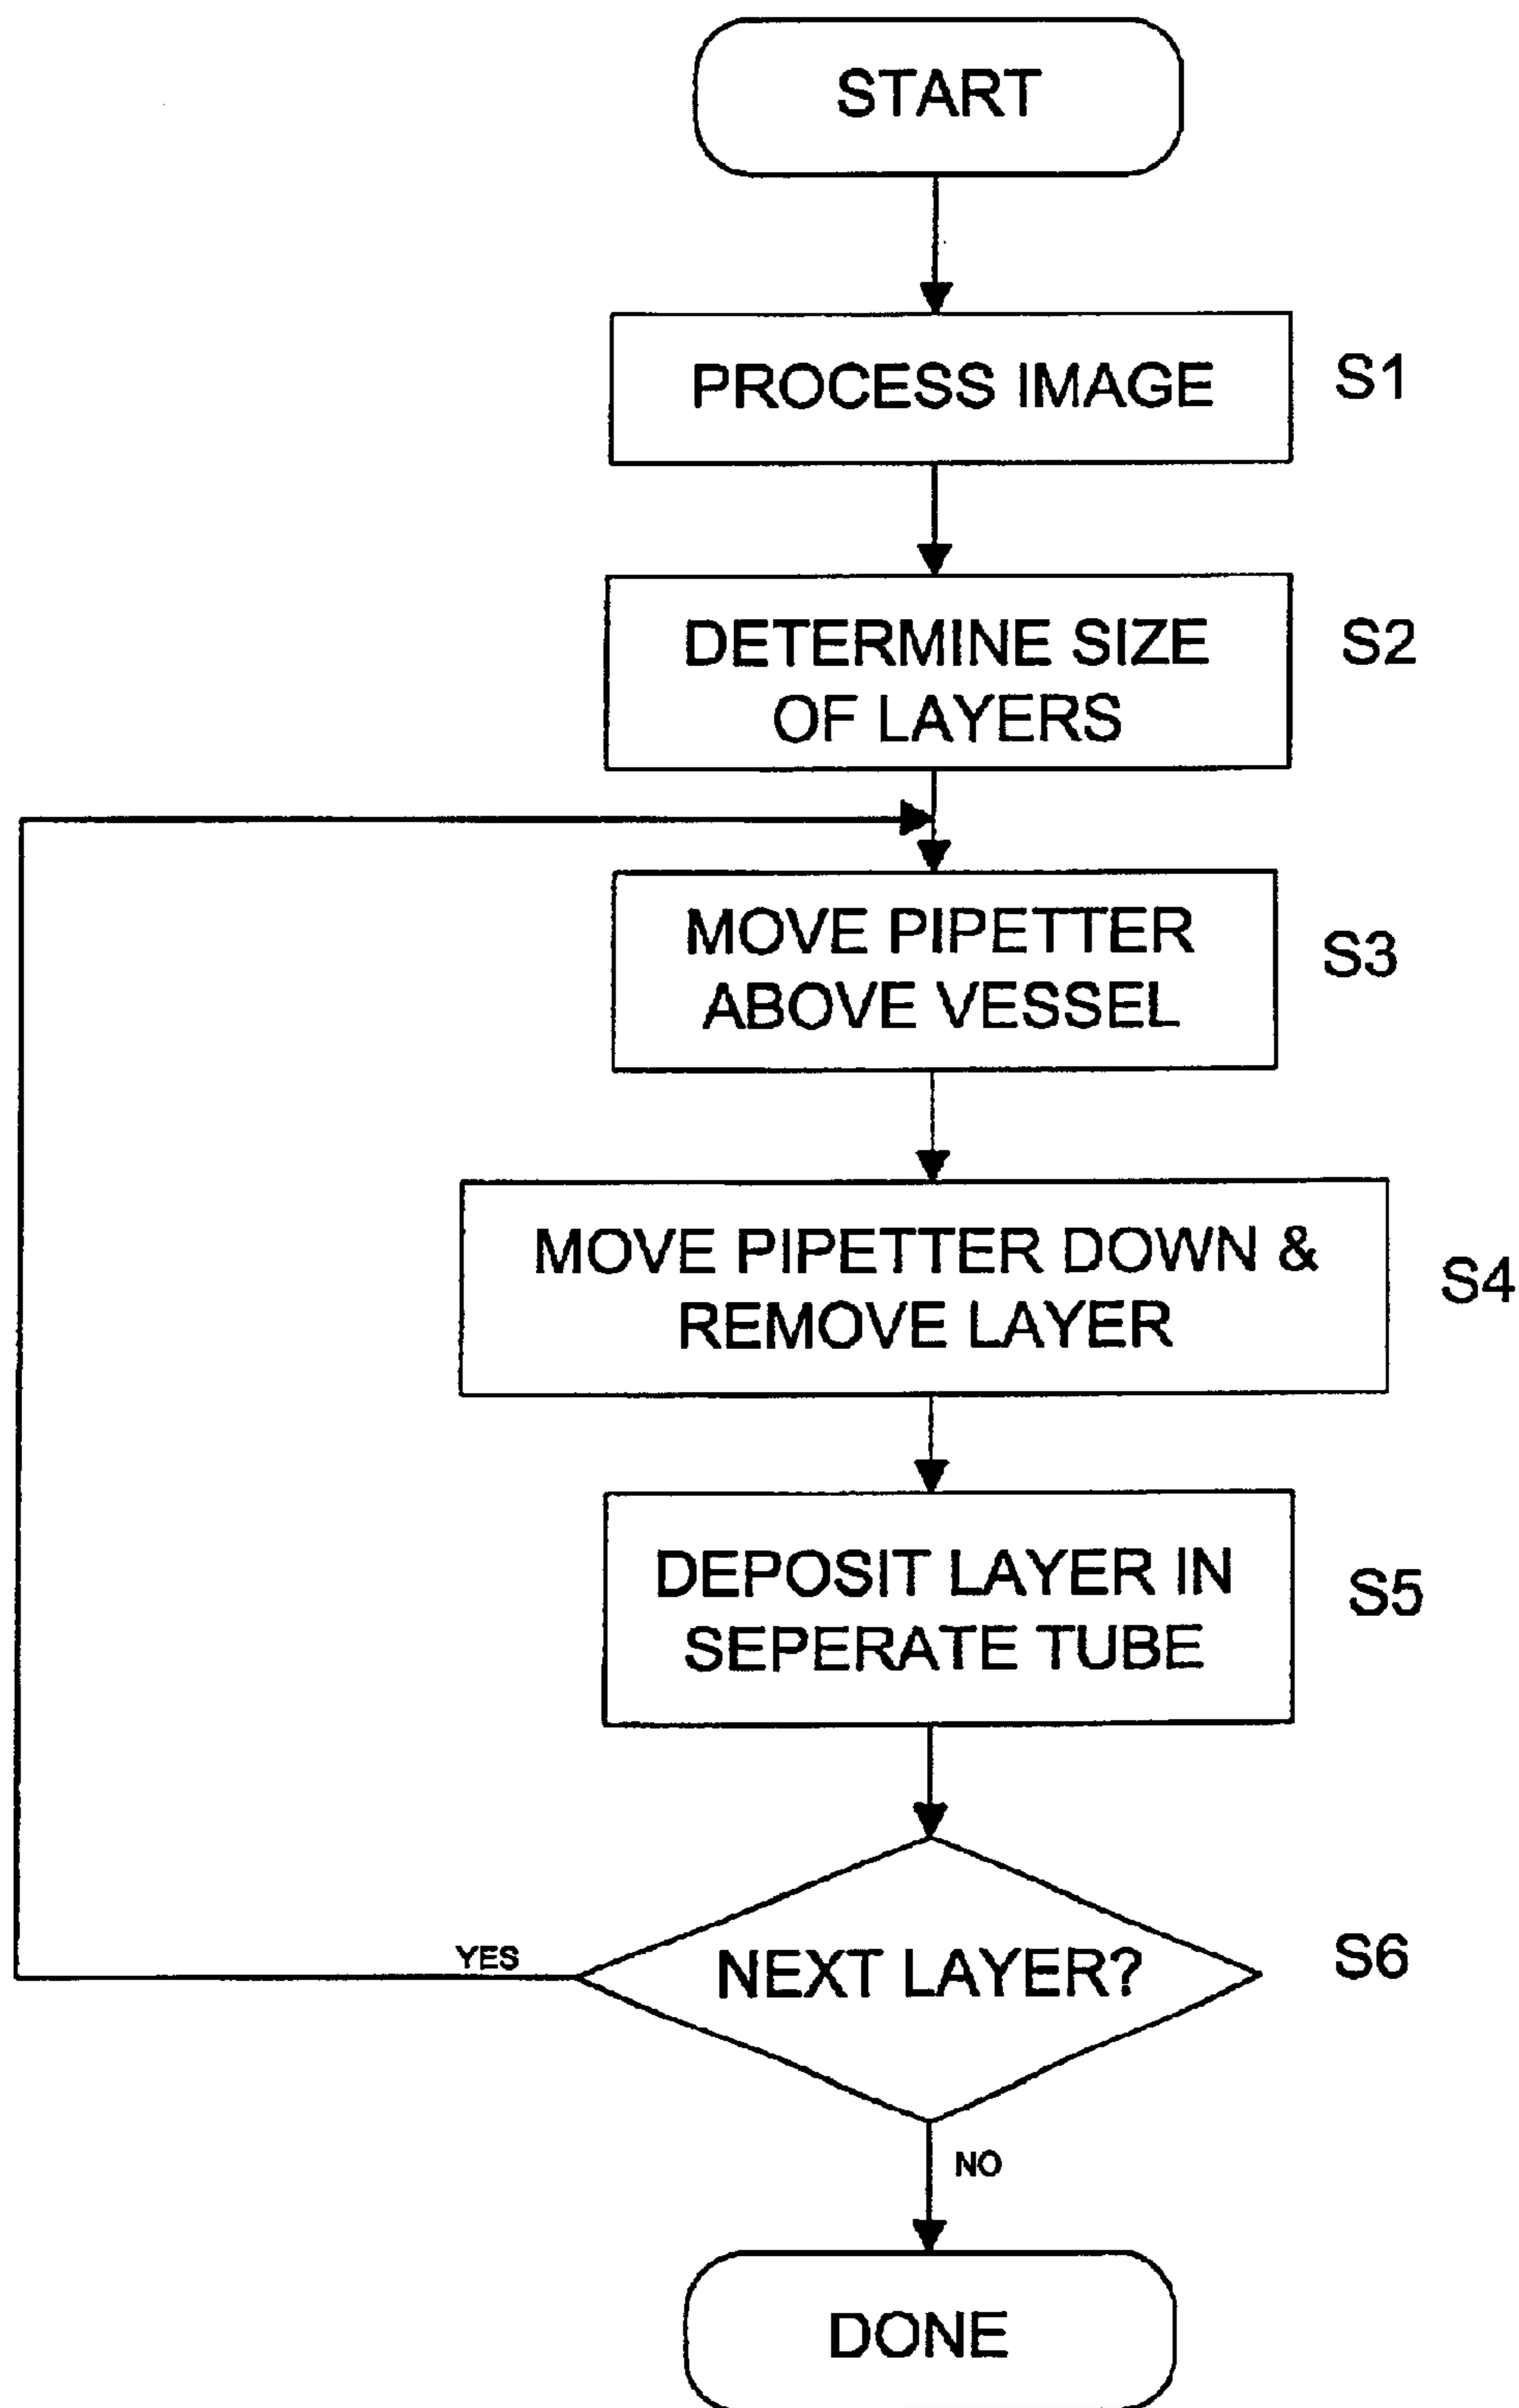 START
PROCESS IMAGE
S1
DETERMINE SIZE
OF LAYERS
S2
MOVE PIPETTER
ABOVE VESSEL
S3
MOVE PIPETTER DOWN &
REMOVE LAYER
S4
DEPOSIT LAYER IN
SEPERATE TUBE
S5
NEXT LAYER?
S6
YES
NO
DONE